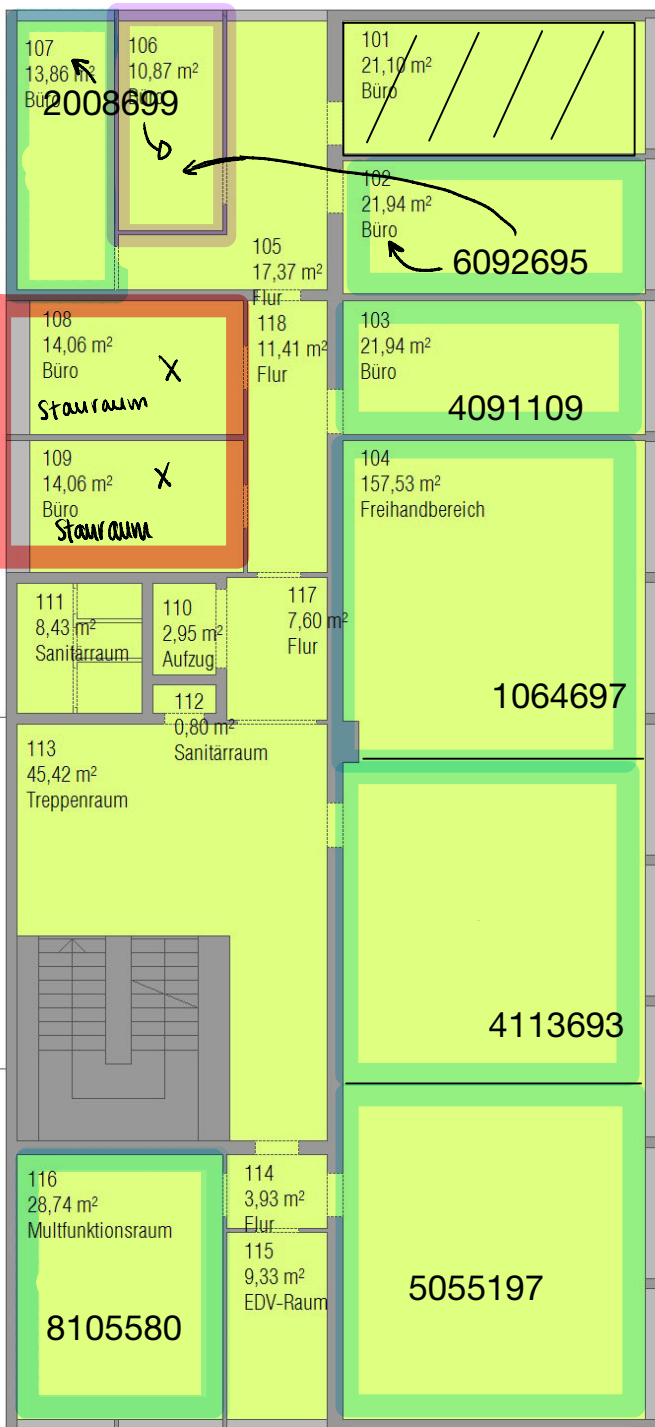 107
13,86 m²
Büro
2008699
106
10,87 m²
Büro
101
21,10 m²
Büro
102
21,94 m²
Büro
6092695
105
17,37 m²
Flur
108
14,06 m²
Büro
X
Stauraum
118
11,41 m²
Flur
103
21,94 m²
Büro
4091109
109
14,06 m²
Büro
X
Stauraum
104
157,53 m²
Freihandbereich
1064697
111
8,43 m²
Sanitärraum
110
2,95 m²
Aufzug
117
7,60 m²
Flur
112
0,80 m²
Sanitärraum
113
45,42 m²
Treppenraum
4113693
116
28,74 m²
Multfunktionsraum
8105580
114
3,93 m²
Flur
115
9,33 m²
EDV-Raum
5055197